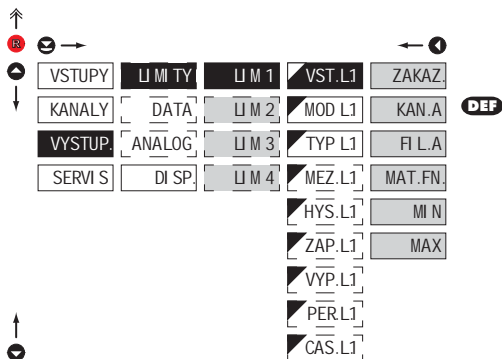 R
VSTUPY LIMITY LIM 1 VST.L1 ZAKAZ.
KANALY DATA LIM 2 MOD L1 KAN.A DEF
VYSTUP. ANALOG LIM 3 TYP L1 FIL.A
SERVIS DISP. LIM 4 MEZ.L1 MAT.FN.
HYS.L1 MIN
ZAP.L1 MAX
VYP.L1
PER.L1
CAS.L1